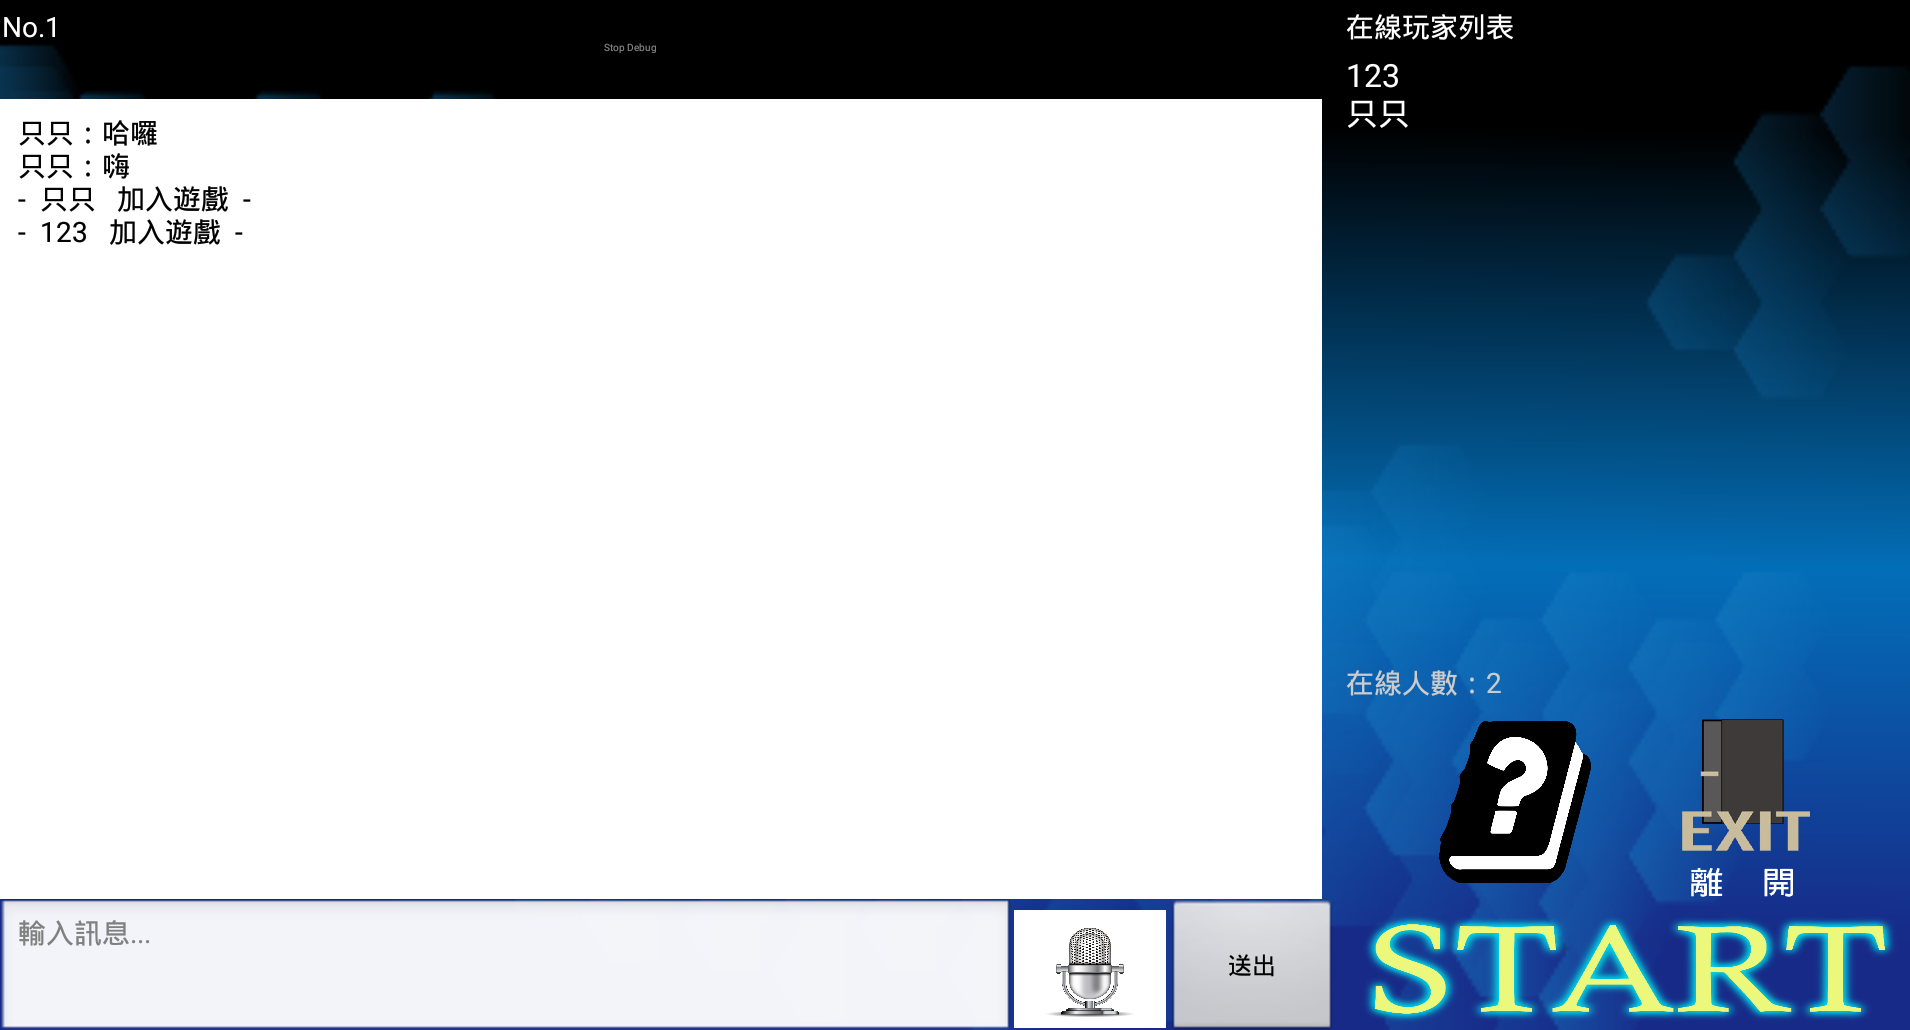 No.1
Stop Debug
只只：哈囉
只只：嗨
- 只只 加入遊戲 -
- 123 加入遊戲 -
輸入訊息...
送出
在線玩家列表
123
只只
在線人數：2
?
EXIT
離 開
START